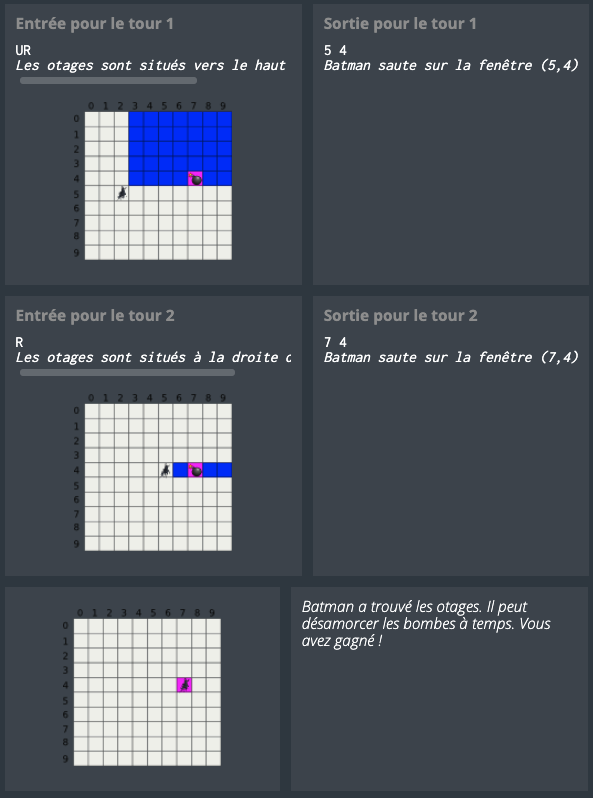 Entrée pour le tour 1
UR
Les otages sont situés vers le haut
0 1 2 3 4 5 6 7 8 9
0
1
2
3
4
5
6
7
8
9
Sortie pour le tour 1
5 4
Batman saute sur la fenêtre (5,4)
Entrée pour le tour 2
R
Les otages sont situés à la droite
0 1 2 3 4 5 6 7 8 9
0
1
2
3
4
5
6
7
8
9
Sortie pour le tour 2
7 4
Batman saute sur la fenêtre (7,4)
0 1 2 3 4 5 6 7 8 9
0
1
2
3
4
5
6
7
8
9
Batman a trouvé les otages. Il peut
désamorcer les bombes à temps. Vous
avez gagné !